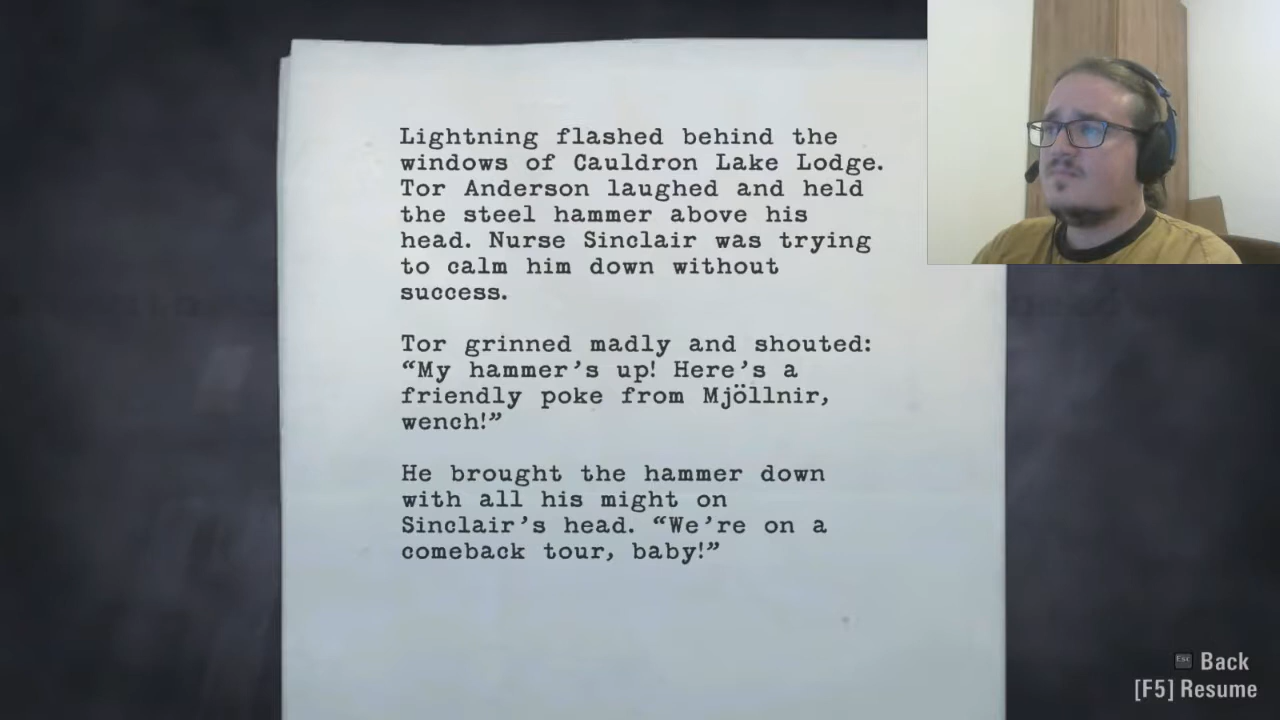 Lightning flashed behind the
windows of Cauldron Lake Lodge.
Tor Anderson laughed and held
the steel hammer above his
head. Nurse Sinclair was trying
to calm him down without
success.
Tor grinned madly and shouted:
“My hammer’s up! Here’s a
friendly poke from Mjöllnir,
wench!”
He brought the hammer down
with all his might on
Sinclair’s head. “We’re on a
comeback tour, baby!”
Esc Back
[F5] Resume